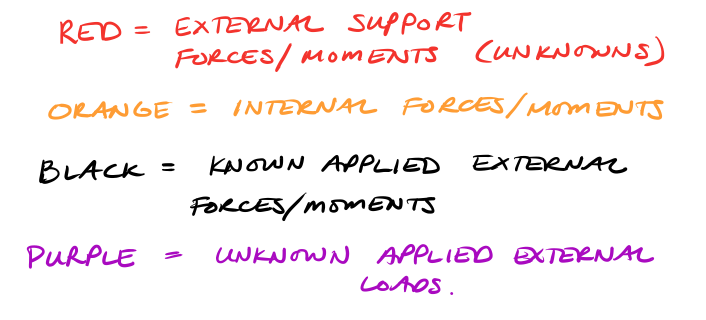 RED = EXTERNAL SUPPORT
FORCES/MOMENTS (UNKNOWNS)
ORANGE = INTERNAL FORCES/MOMENTS
BLACK = KNOWN APPLIED EXTERNAL
FORCES/MOMENTS
PURPLE = UNKNOWN APPLIED EXTERNAL
LOADS.